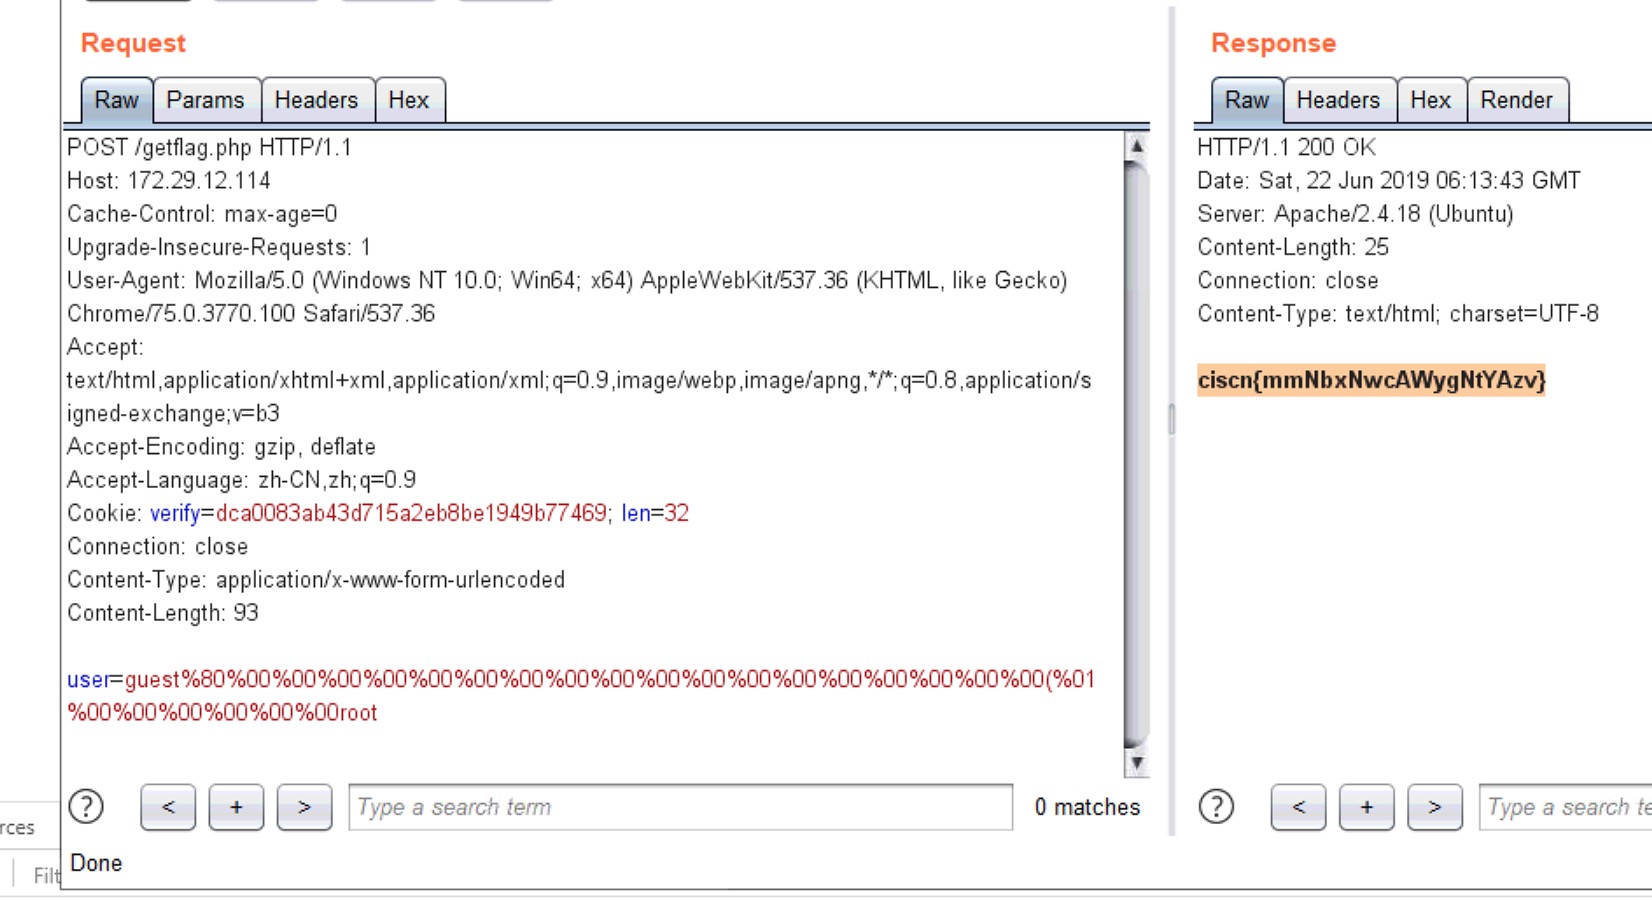 Request
Response
Raw Params Headers Hex
Raw Headers Hex Render
POST /getflag.php HTTP/1.1
Host: 172.29.12.114
Cache-Control: max-age=0
Upgrade-Insecure-Requests: 1
User-Agent: Mozilla/5.0 (Windows NT 10.0; Win64; x64) AppleWebKit/537.36 (KHTML, like Gecko)
Chrome/75.0.3770.100 Safari/537.36
Accept:
text/html,application/xhtml+xml,application/xml;q=0.9,image/webp,image/apng,*/*;q=0.8,application/s
igned-exchange;v=b3
Accept-Encoding: gzip, deflate
Accept-Language: zh-CN,zh;q=0.9
Cookie: verify=dca0083ab43d715a2eb8be1949b77469; len=32
Connection: close
Content-Type: application/x-www-form-urlencoded
Content-Length: 93
user=guest%80%00%00%00%00%00%00%00%00%00%00%00%00%00%00%00%00%00%00(%01
%00%00%00%00%00%00root
HTTP/1.1 200 OK
Date: Sat, 22 Jun 2019 06:13:43 GMT
Server: Apache/2.4.18 (Ubuntu)
Content-Length: 25
Connection: close
Content-Type: text/html; charset=UTF-8
ciscn{mmNbxNwcAWygNtYAzv}
? < + > Type a search term 0 matches
? < + > Type a search te
rces
Done
Filt